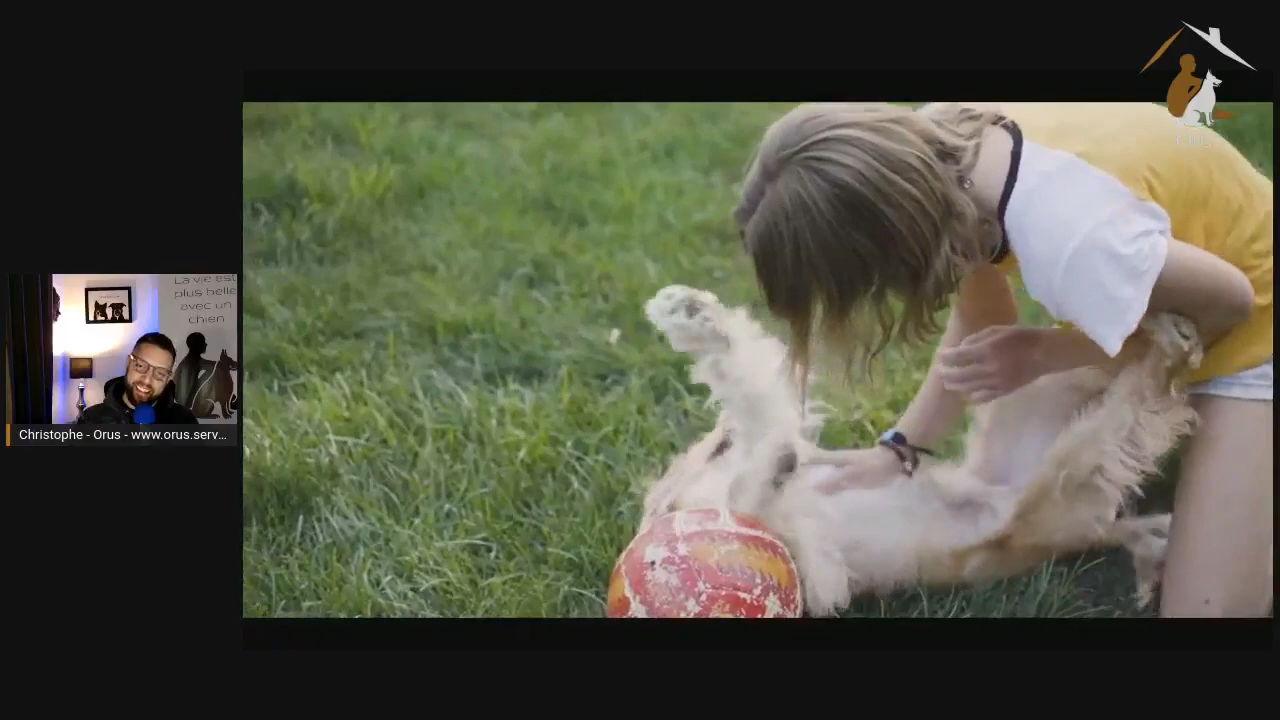 La vie est
plus belle
avec un
chien
Christophe - Orus - www.orus.serv...